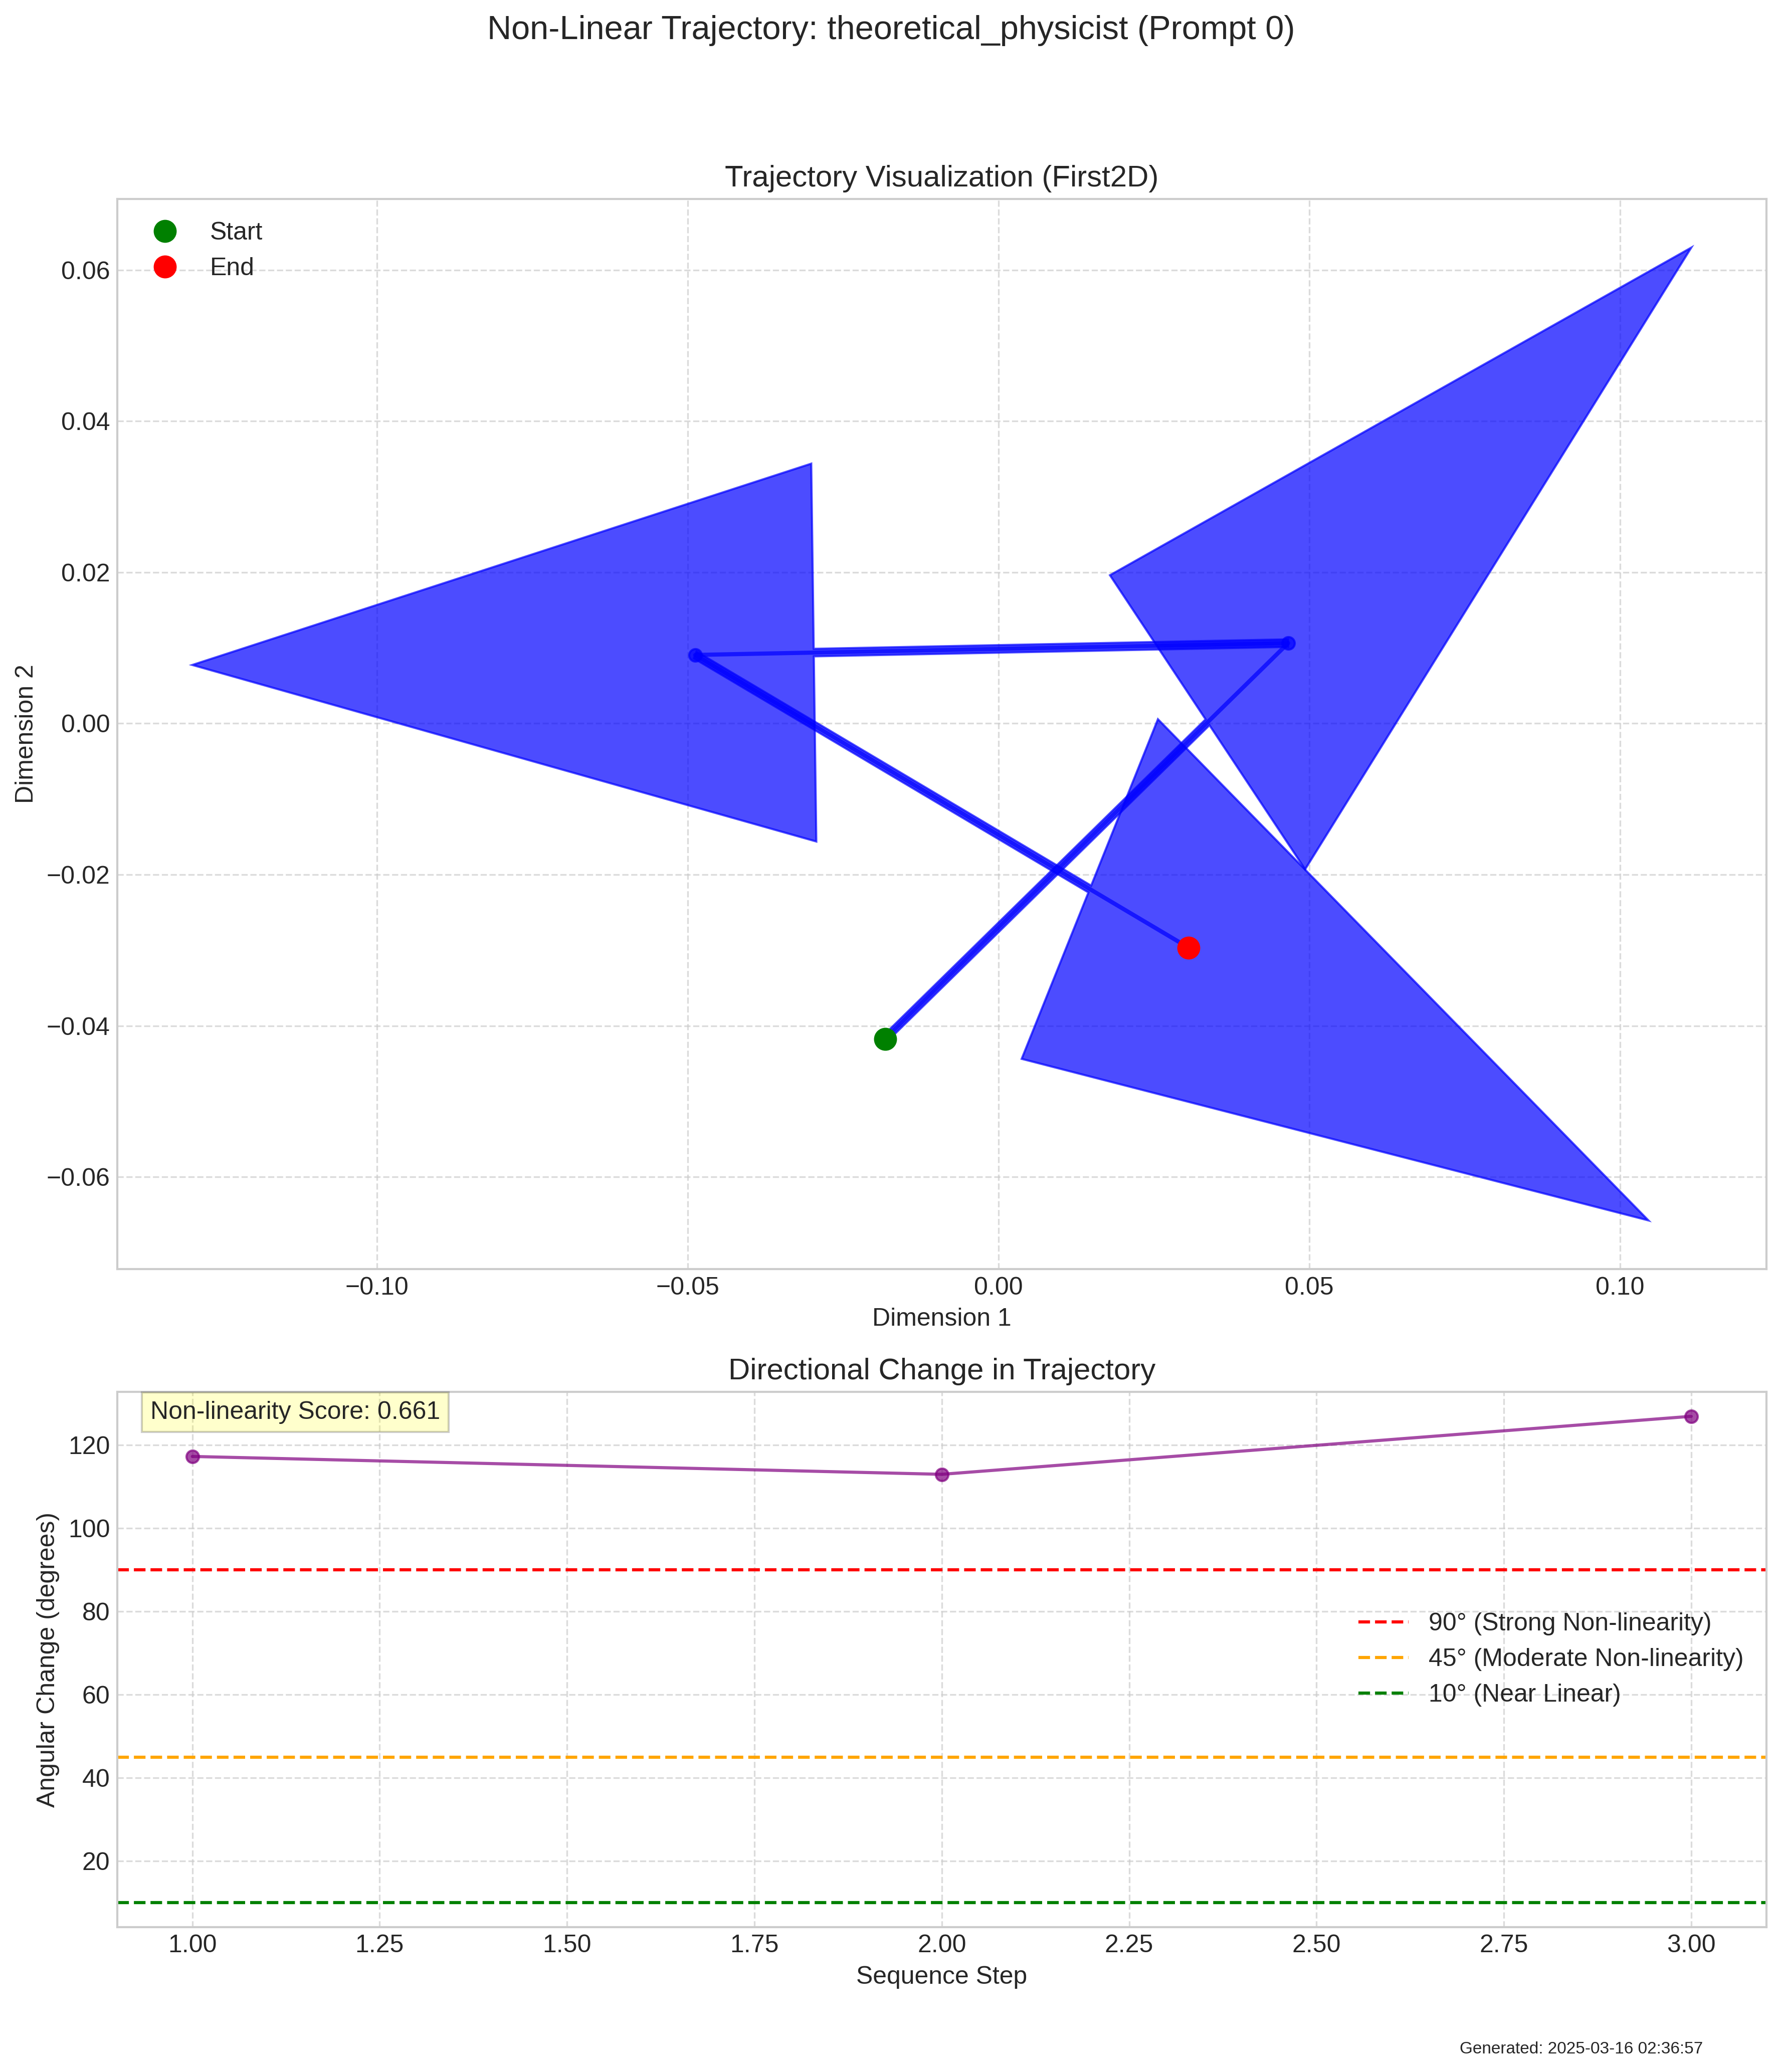 Non-Linear Trajectory: theoretical_physicist (Prompt 0)
Trajectory Visualization (First2D)
Start
End
0.06
0.04
0.02
0.00
−0.02
−0.04
−0.06
Dimension 2
−0.10
−0.05
0.00
0.05
0.10
Dimension 1
Directional Change in Trajectory
Non-linearity Score: 0.661
120
100
80
60
40
20
Angular Change (degrees)
90° (Strong Non-linearity)
45° (Moderate Non-linearity)
10° (Near Linear)
1.00
1.25
1.50
1.75
2.00
2.25
2.50
2.75
3.00
Sequence Step
Generated: 2025-03-16 02:36:57